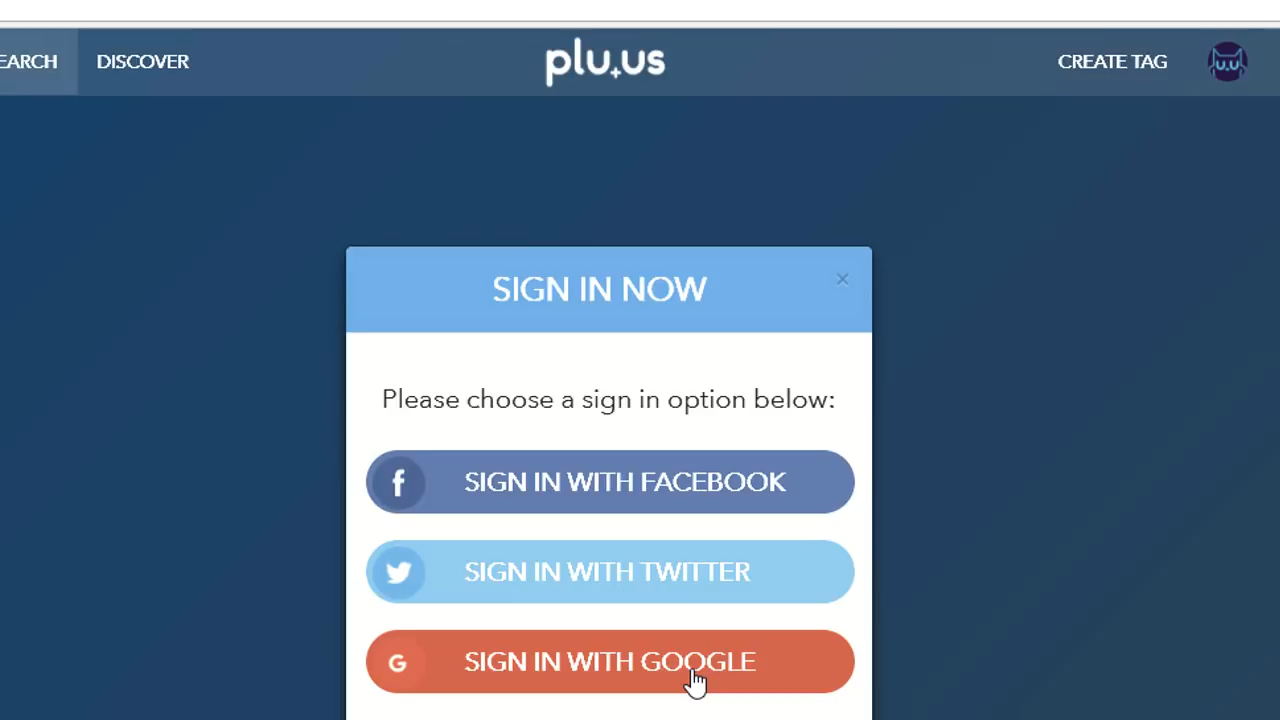 EARCH DISCOVER plu+us CREATE TAG
SIGN IN NOW ×
Please choose a sign in option below:
f SIGN IN WITH FACEBOOK
SIGN IN WITH TWITTER
G SIGN IN WITH GOOGLE